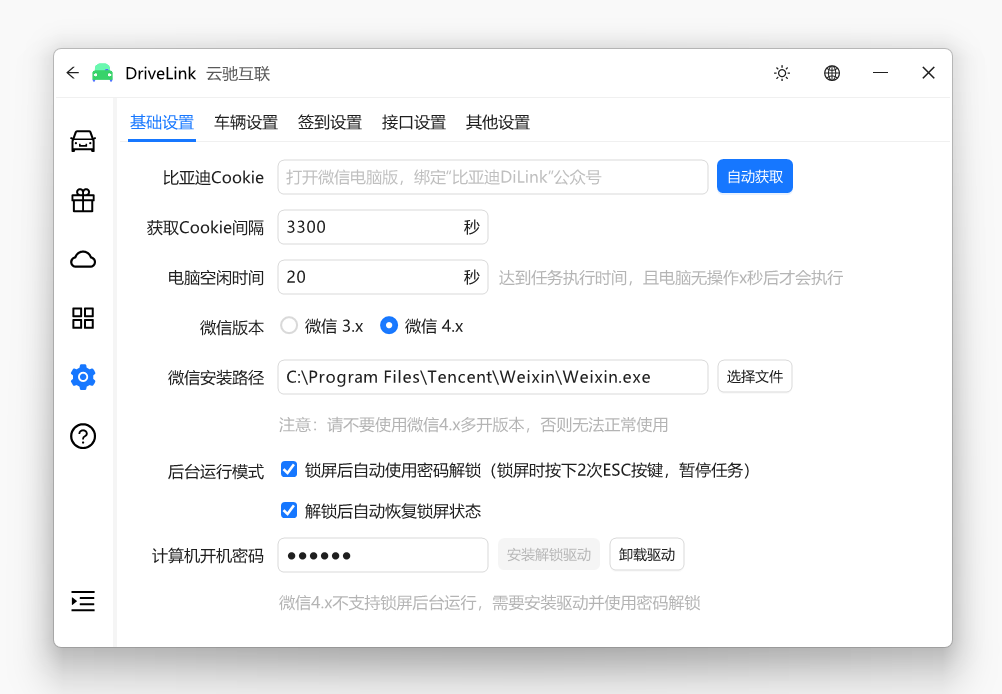 DriveLink 云驰互联
基础设置 车辆设置 签到设置 接口设置 其他设置
比亚迪Cookie 打开微信电脑版，绑定“比亚迪DiLink”公众号 自动获取
获取Cookie间隔 3300 秒
电脑空闲时间 20 秒 达到任务执行时间，且电脑无操作x秒后才会执行
微信版本 微信 3.x 微信 4.x
微信安装路径 C:\Program Files\Tencent\Weixin\Weixin.exe 选择文件
注意：请不要使用微信4.x多开版本，否则无法正常使用
后台运行模式 锁屏后自动使用密码解锁（锁屏时按下2次ESC按键，暂停任务）
解锁后自动恢复锁屏状态
计算机开机密码 ●●●●●● 安装解锁驱动 卸载驱动
微信4.x不支持锁屏后台运行，需要安装驱动并使用密码解锁